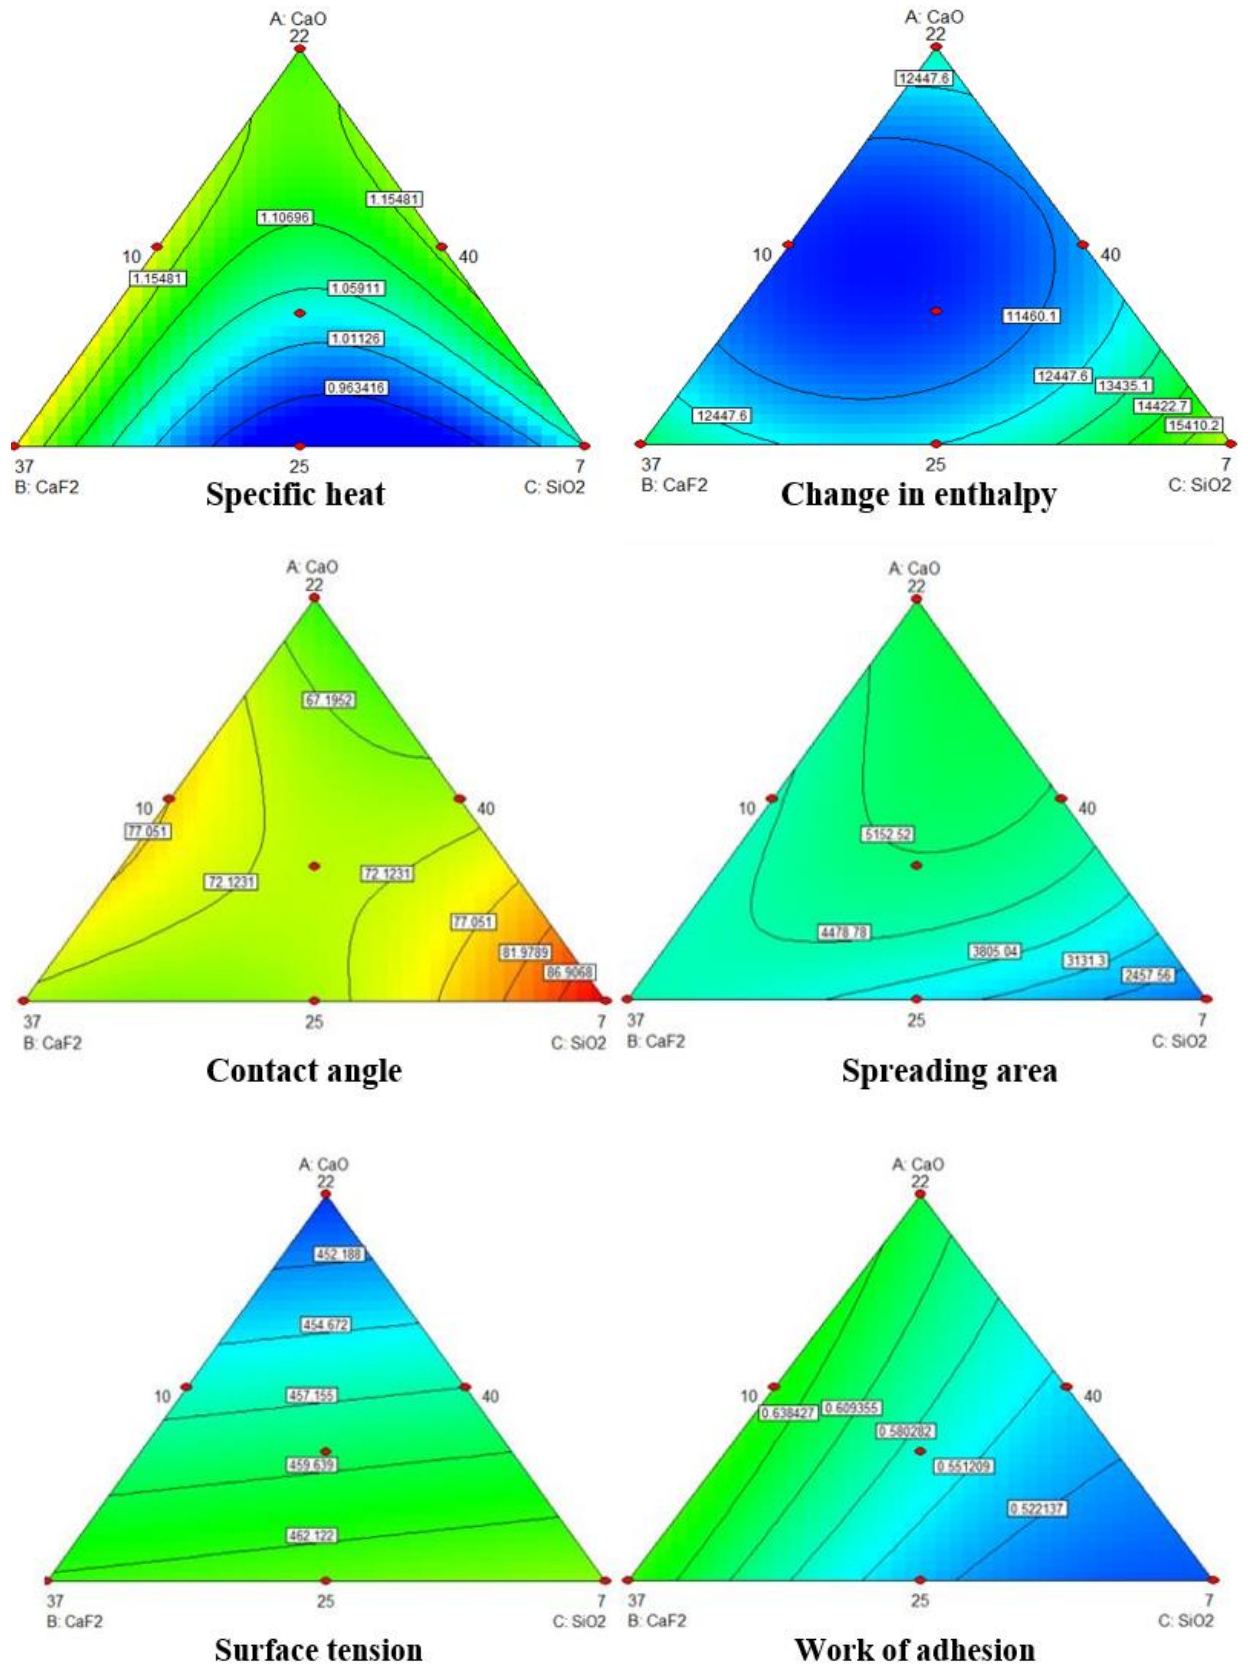 A: CaO
22
1.15481
1.10696
10
40
1.15481
1.05911
1.01126
0.963416
37
25
7
B: CaF2
C: SiO2
Specific heat
A: CaO
22
12447.6
10
40
11460.1
12447.6
13435.1
14422.7
12447.6
15410.2
37
25
7
B: CaF2
C: SiO2
Change in enthalpy
A: CaO
22
67.1952
10
40
77.051
72.1231
72.1231
77.051
81.9789
86.9068
37
25
7
B: CaF2
C: SiO2
Contact angle
A: CaO
22
10
40
5152.52
4478.78
3805.04
3131.3
2457.56
37
25
7
B: CaF2
C: SiO2
Spreading area
A: CaO
22
452.188
454.672
10
457.155
40
459.639
462.122
37
25
7
B: CaF2
C: SiO2
Surface tension
A: CaO
22
10
40
0.638427
0.609355
0.580282
0.551209
0.522137
37
25
7
B: CaF2
C: SiO2
Work of adhesion